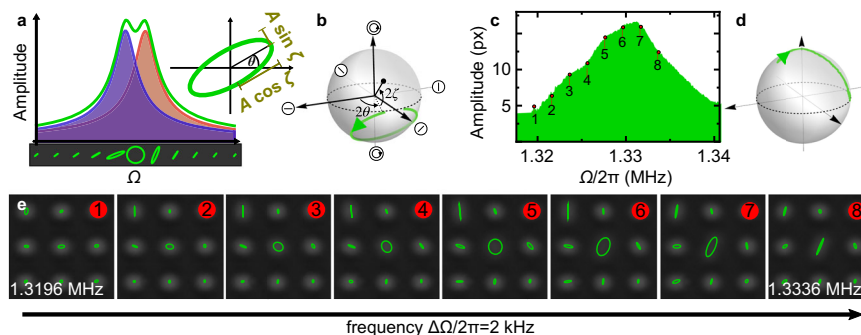 a
Amplitude
Ω
A sin ζ
θ
A cos ζ
b
2ζ
2θ
c
Amplitude (px)
10
5
1
2
3
4
5
6
7
8
1.32
1.33
1.34
Ω/2π (MHz)
d
e
1
2
3
4
5
6
7
8
1.3196 MHz
1.3336 MHz
frequency ΔΩ/2π=2 kHz